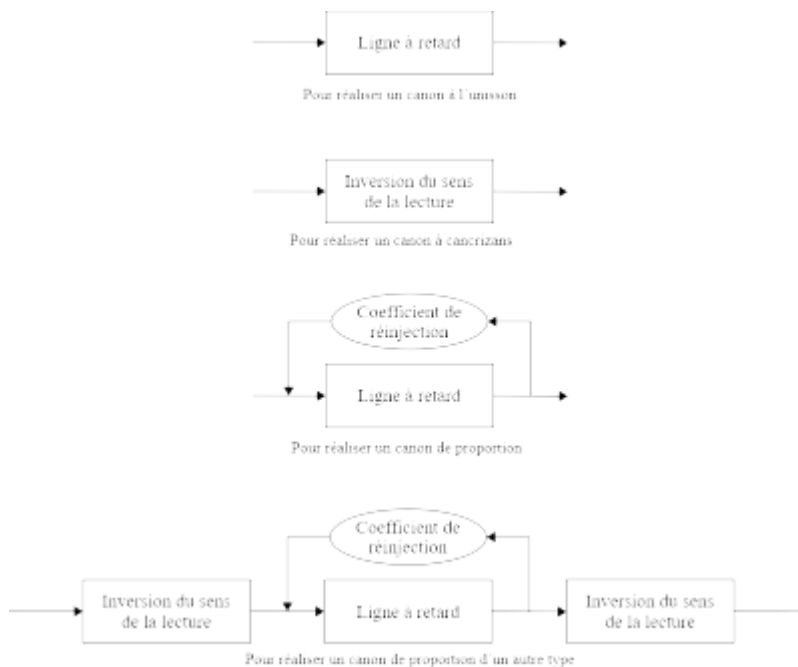 Ligne à retard
Pour réaliser un canon à l'unisson
Inversion du sens
de la lecture
Pour réaliser un canon à cancrizans
Coefficient de
réinjection
Ligne à retard
Pour réaliser un canon de proportion
Coefficient de
réinjection
Inversion du sens
de la lecture
Ligne à retard
Inversion du sens
de la lecture
Pour réaliser un canon de proportion d'un autre type